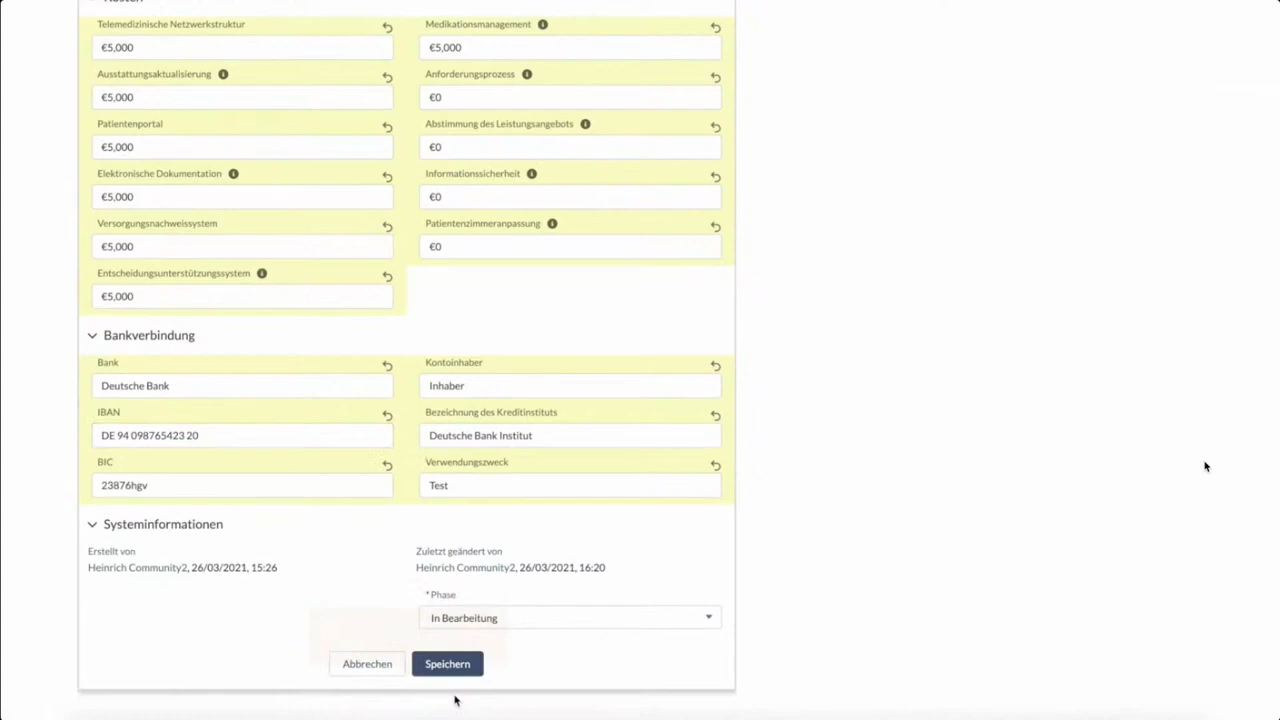 Kosten
Telemedizinische Netzwerkstruktur
€5,000
Medikationsmanagement
€5,000
Ausstattungsaktualisierung
€5,000
Anforderungsprozess
€0
Patientenportal
€5,000
Abstimmung des Leistungsangebots
€0
Elektronische Dokumentation
€5,000
Informationssicherheit
€0
Versorgungsnachweissystem
€5,000
Patientenzimmeranpassung
€0
Entscheidungsunterstützungssystem
€5,000
Bankverbindung
Bank
Deutsche Bank
Kontoinhaber
Inhaber
IBAN
DE 94 098765423 20
Bezeichnung des Kreditinstituts
Deutsche Bank Institut
BIC
23876hgv
Verwendungszweck
Test
Systeminformationen
Erstellt von
Heinrich Community2, 26/03/2021, 15:26
Zuletzt geändert von
Heinrich Community2, 26/03/2021, 16:20
*Phase
In Bearbeitung
Abbrechen
Speichern